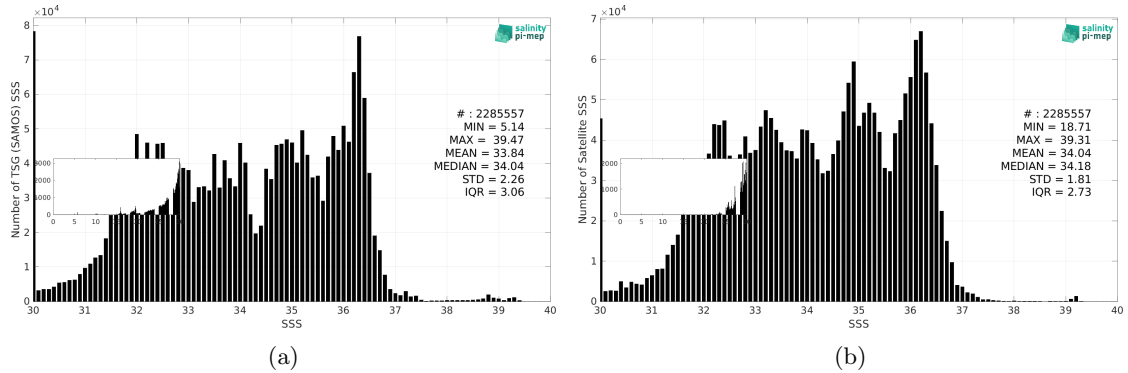 ×10⁴
8
7
6
5
4
3
2
1
0
Number of TSG (SAMOS) SSS
3000
2000
1000
0
0 5 10
30 31 32 33 34 35 36 37 38 39 40
SSS
salinity
pi-mep
# : 2285557
MIN = 5.14
MAX = 39.47
MEAN = 33.84
MEDIAN = 34.04
STD = 2.26
IQR = 3.06
(a)
×10⁴
7
6
5
4
3
2
1
0
Number of Satellite SSS
2000
1000
0
0 5 10
30 31 32 33 34 35 36 37 38 39 40
SSS
salinity
pi-mep
# : 2285557
MIN = 18.71
MAX = 39.31
MEAN = 34.04
MEDIAN = 34.18
STD = 1.81
IQR = 2.73
(b)